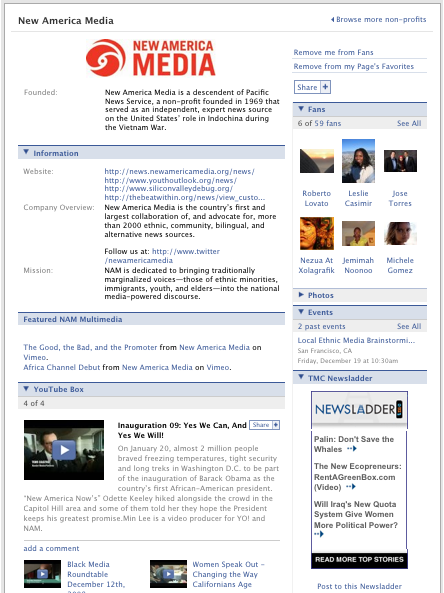 New America Media
Browse more non-profits
NEW AMERICA
MEDIA
Founded:
New America Media is a descendent of Pacific
News Service, a non-profit founded in 1969 that
served as an independent, expert news source
on the United States' role in Indochina during
the Vietnam War.
Information
Website:
http://news.newamericamedia.org/news/
http://www.youthoutlook.org/news/
http://www.siliconvalleydebug.org/
http://thebeatwithin.org/news/view_custo...
Company Overview:
New America Media is the country's first and
largest collaboration of, and advocate for, more
than 2000 ethnic, community, bilingual, and
alternative news sources.
Follow us at: http://www.twitter
/newamericamedia
Mission:
NAM is dedicated to bringing traditionally
marginalized voices—those of ethnic minorities,
immigrants, youth, and elders—into the national
media-powered discourse.
Featured NAM Multimedia
The Good, the Bad, and the Promoter from New America Media on
Vimeo.
Africa Channel Debut from New America Media on Vimeo.
YouTube Box
4 of 4
Inauguration 09: Yes We Can, And
Yes We Will!
Share +
On January 20, almost 2 million people
braved freezing temperatures, tight security
and long treks in Washington D.C. to be part
of the inauguration of Barack Obama as the
country's first African-American president.
"New America Now's" Odette Keeley hiked alongside the crowd in the
Capitol Hill area and some of them told her they hope the President
keeps his greatest promise.Min Lee is a video producer for YO! and
NAM.
add a comment
Black Media
Roundtable
December 12th,
Women Speak Out -
Changing the Way
Californians Age
Remove me from Fans
Remove from my Page's Favorites
Share +
Fans
6 of 59 fans
See All
Roberto
Lovato
Leslie
Casimir
Jose
Torres
Nezua At
Xolagrafik
Jemimah
Noonoo
Michele
Gomez
Photos
Events
2 past events
See All
Local Ethnic Media Brainstormi...
San Francisco, CA
Friday, December 19 at 10:30am
TMC Newsladder
NEWSLADDER
Palin: Don't Save the
Whales
The New Ecopreneurs:
RentAGreenBox.com
(Video)
Will Iraq's New Quota
System Give Women
More Political Power?
READ MORE TOP STORIES
Post to this Newsladder